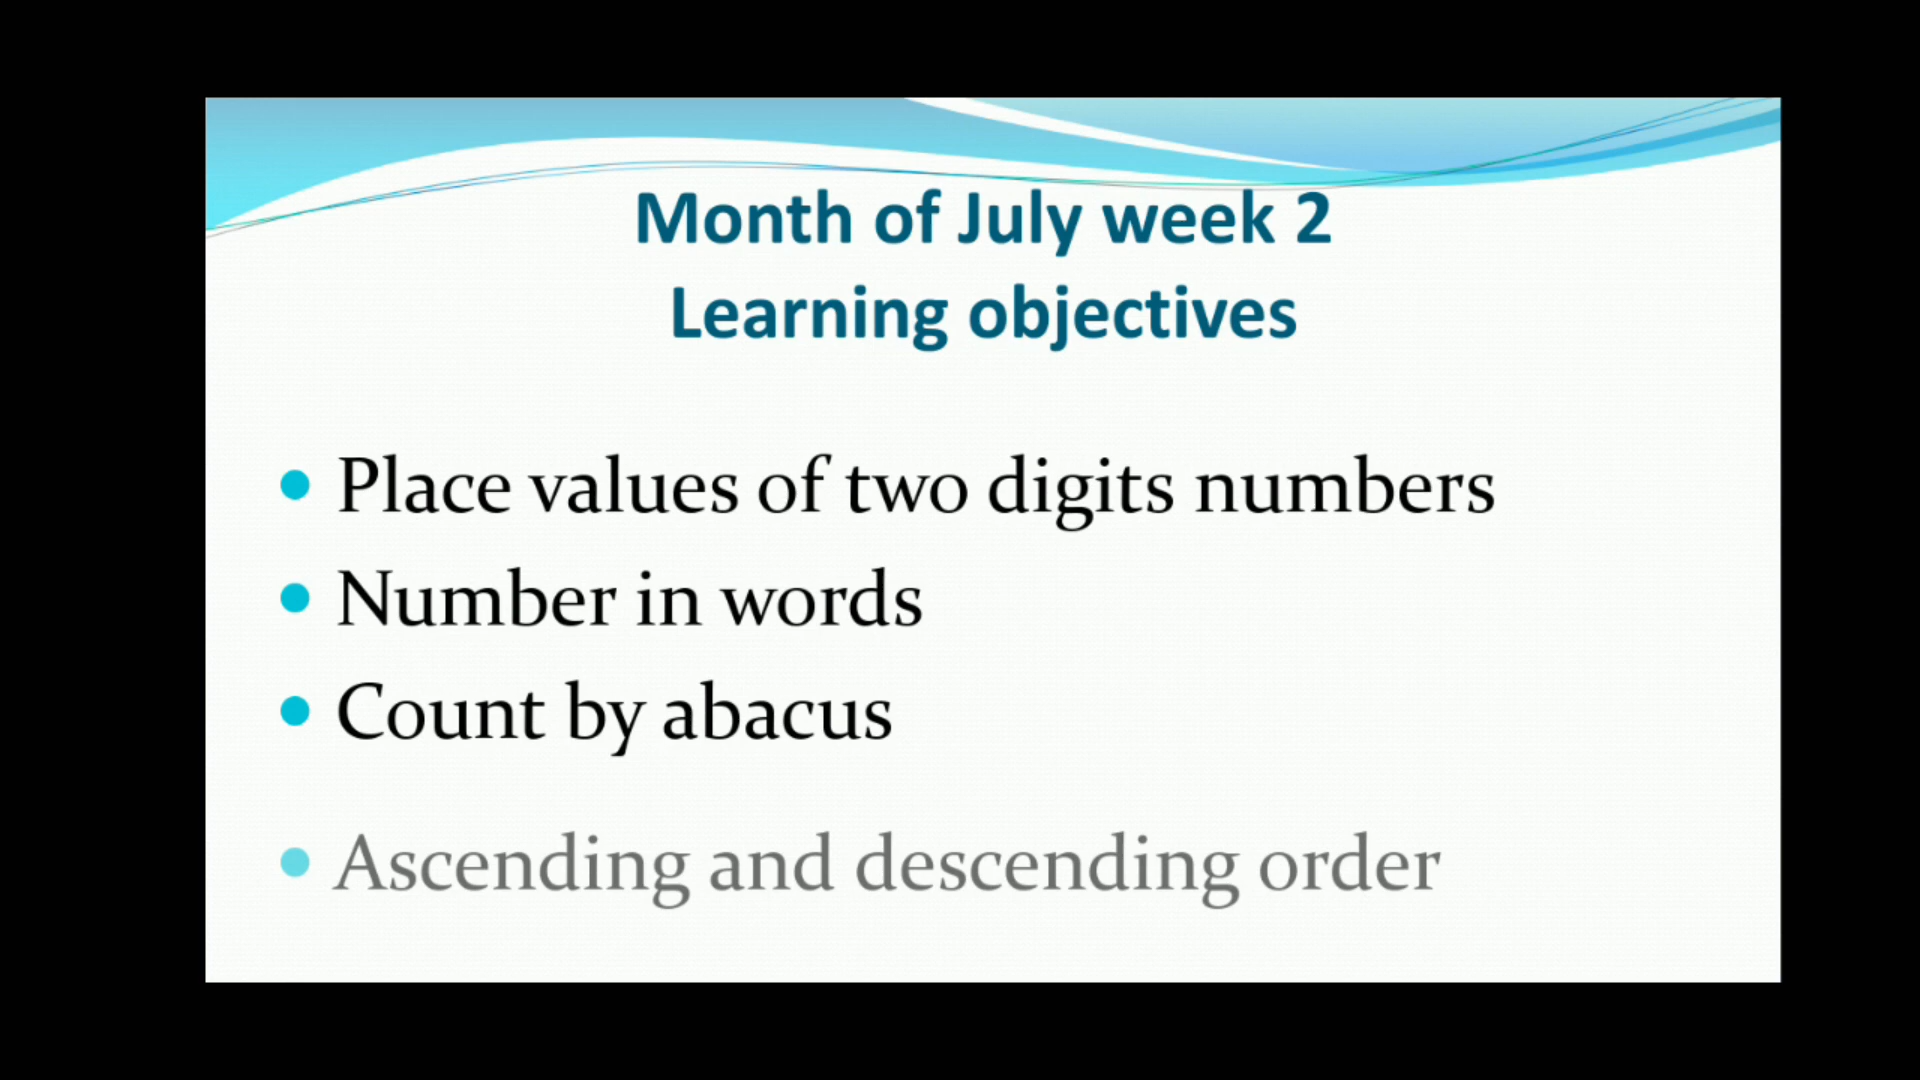 Month of July week 2
Learning objectives
Place values of two digits numbers
Number in words
Count by abacus
Ascending and descending order